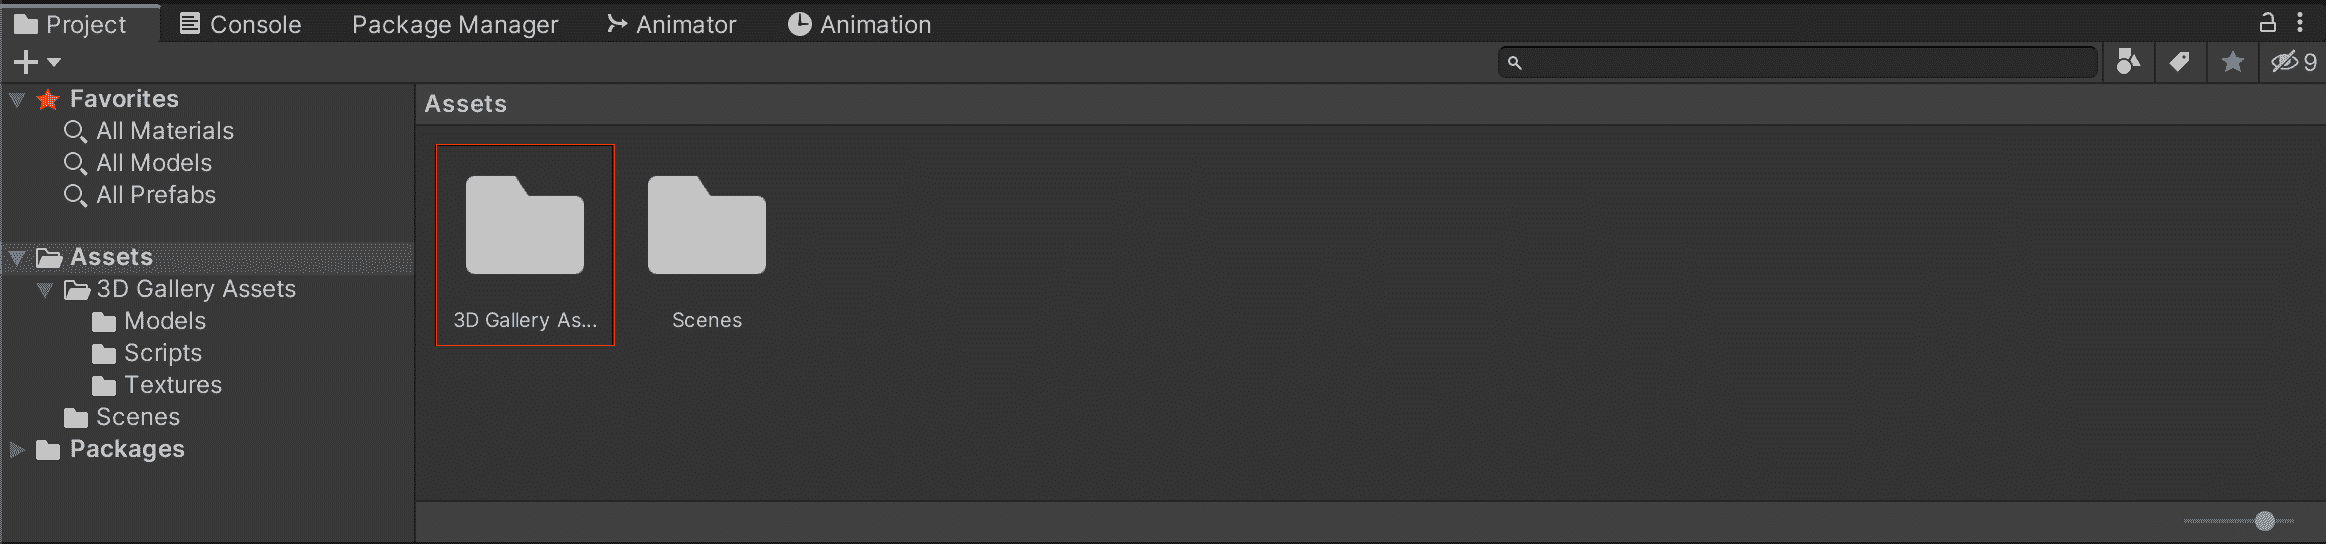 Project Console Package Manager Animator Animation
9
Favorites
All Materials
All Models
All Prefabs
Assets
3D Gallery Assets
Models
Scripts
Textures
Scenes
Packages
Assets
3D Gallery As...
Scenes